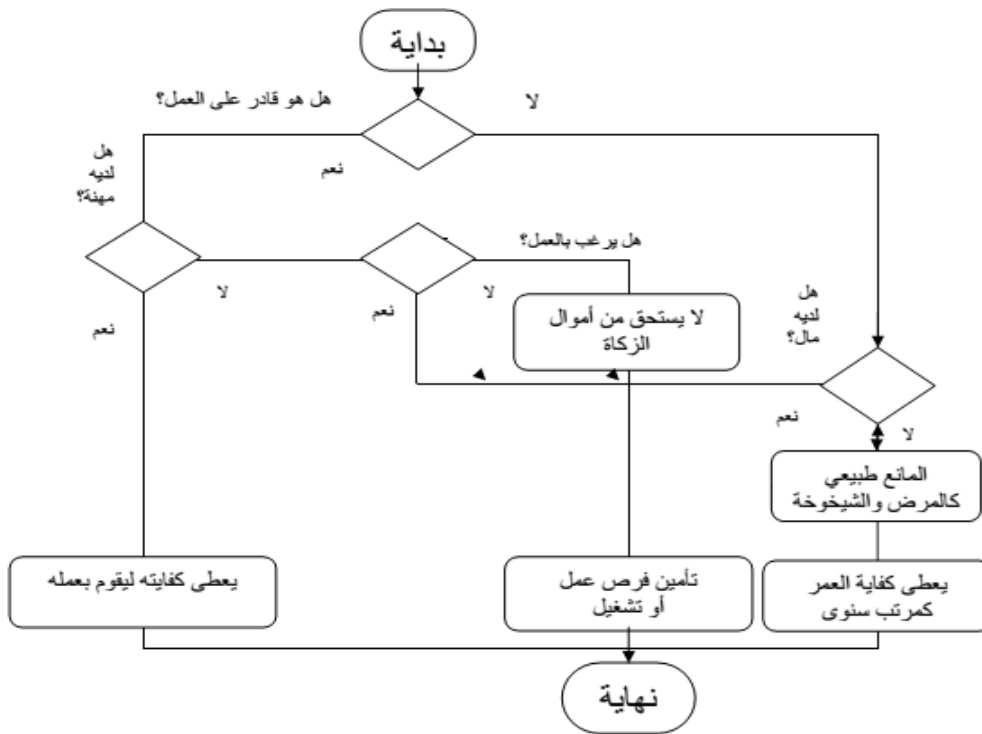 بداية
هل هو قادر على العمل؟
لا
نعم
هل
لديه
مهنة؟
هل يرغب بالعمل؟
لا
لا
نعم
نعم
لا يستحق من أموال
الزكاة
هل
لديه
مال؟
نعم
لا
المانع طبيعي
كالمرض والشيخوخة
يعطى كفايته ليقوم بعمله
تأمين فرص عمل
أو تشغيل
يعطى كفاية العمر
كمرتب سنوى
نهاية